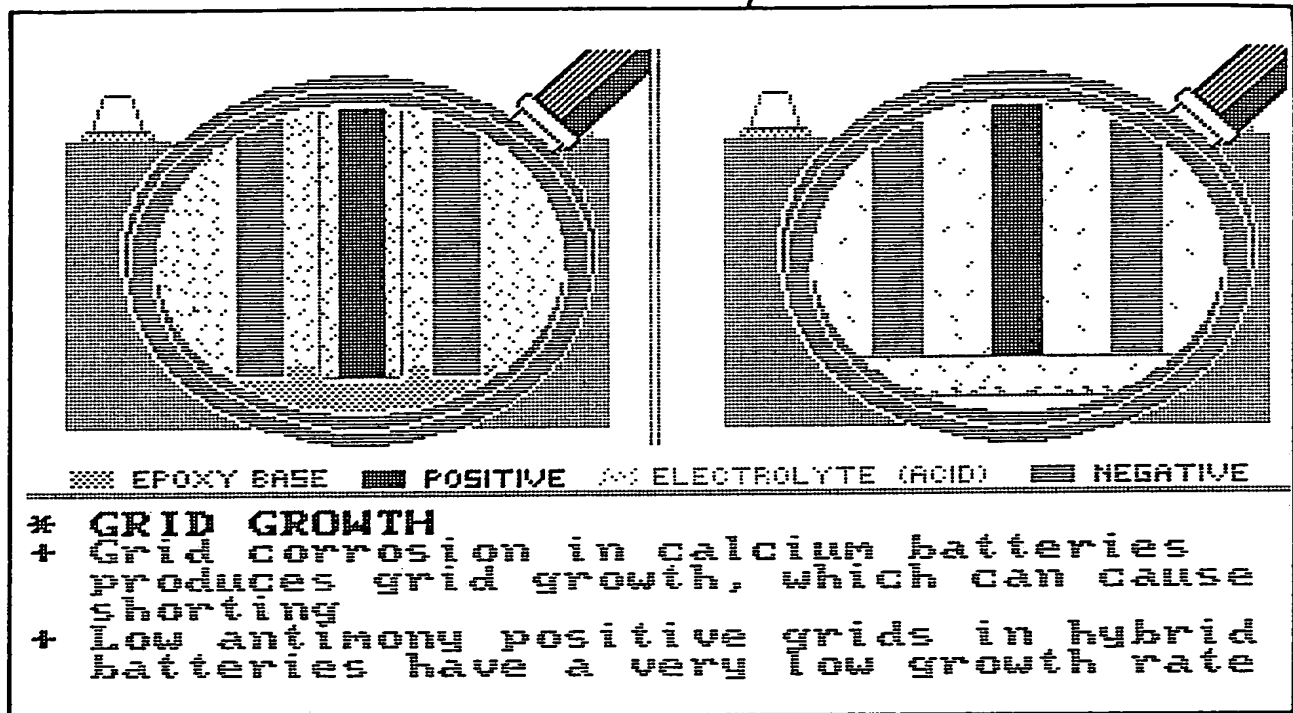 EPOXY BASE POSITIVE ELECTROLYTE (ACID) NEGATIVE
* GRID GROWTH
+ Grid corrosion in calcium batteries
produces grid growth, which can cause
shorting
+ Low antimony positive grids in hybrid
batteries have a very low growth rate